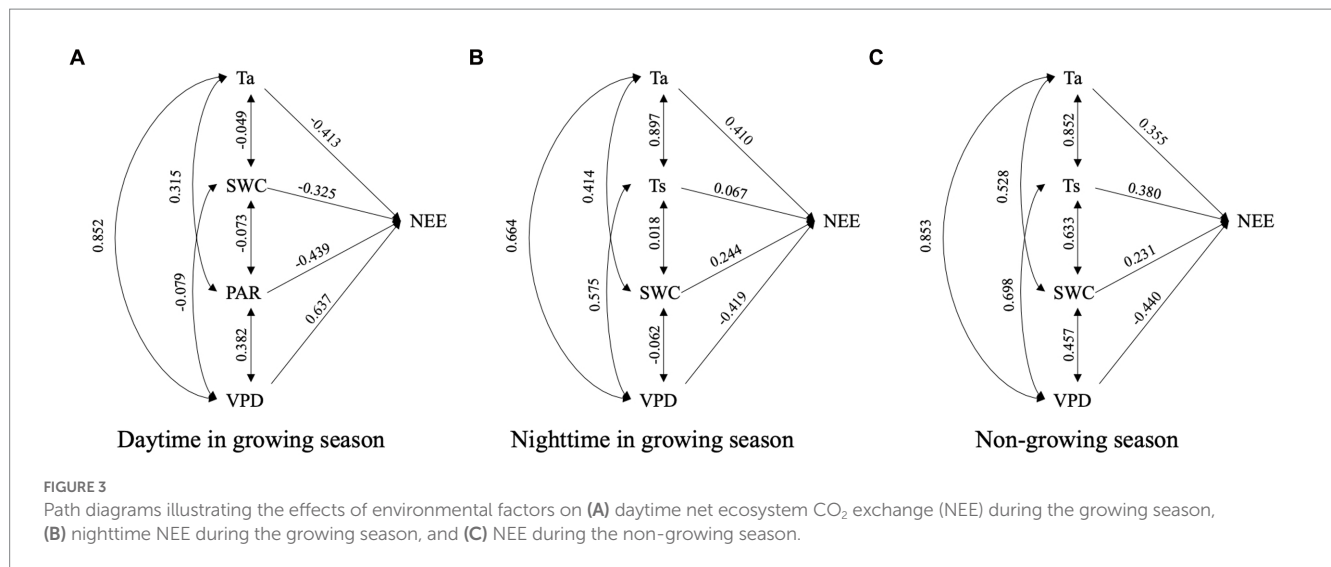 A
Ta
-0.049
-0.413
SWC
-0.325
0.315
0.852
-0.073
NEE
-0.439
PAR
-0.079
0.637
0.382
VPD
Daytime in growing season
B
Ta
0.897
0.410
Ts
0.067
0.414
0.664
0.018
NEE
0.244
SWC
0.575
-0.419
-0.062
VPD
Nighttime in growing season
C
Ta
0.852
0.355
Ts
0.380
0.528
0.853
0.633
NEE
0.231
SWC
0.698
-0.440
0.457
VPD
Non-growing season
FIGURE 3
Path diagrams illustrating the effects of environmental factors on (A) daytime net ecosystem CO₂ exchange (NEE) during the growing season,
(B) nighttime NEE during the growing season, and (C) NEE during the non-growing season.